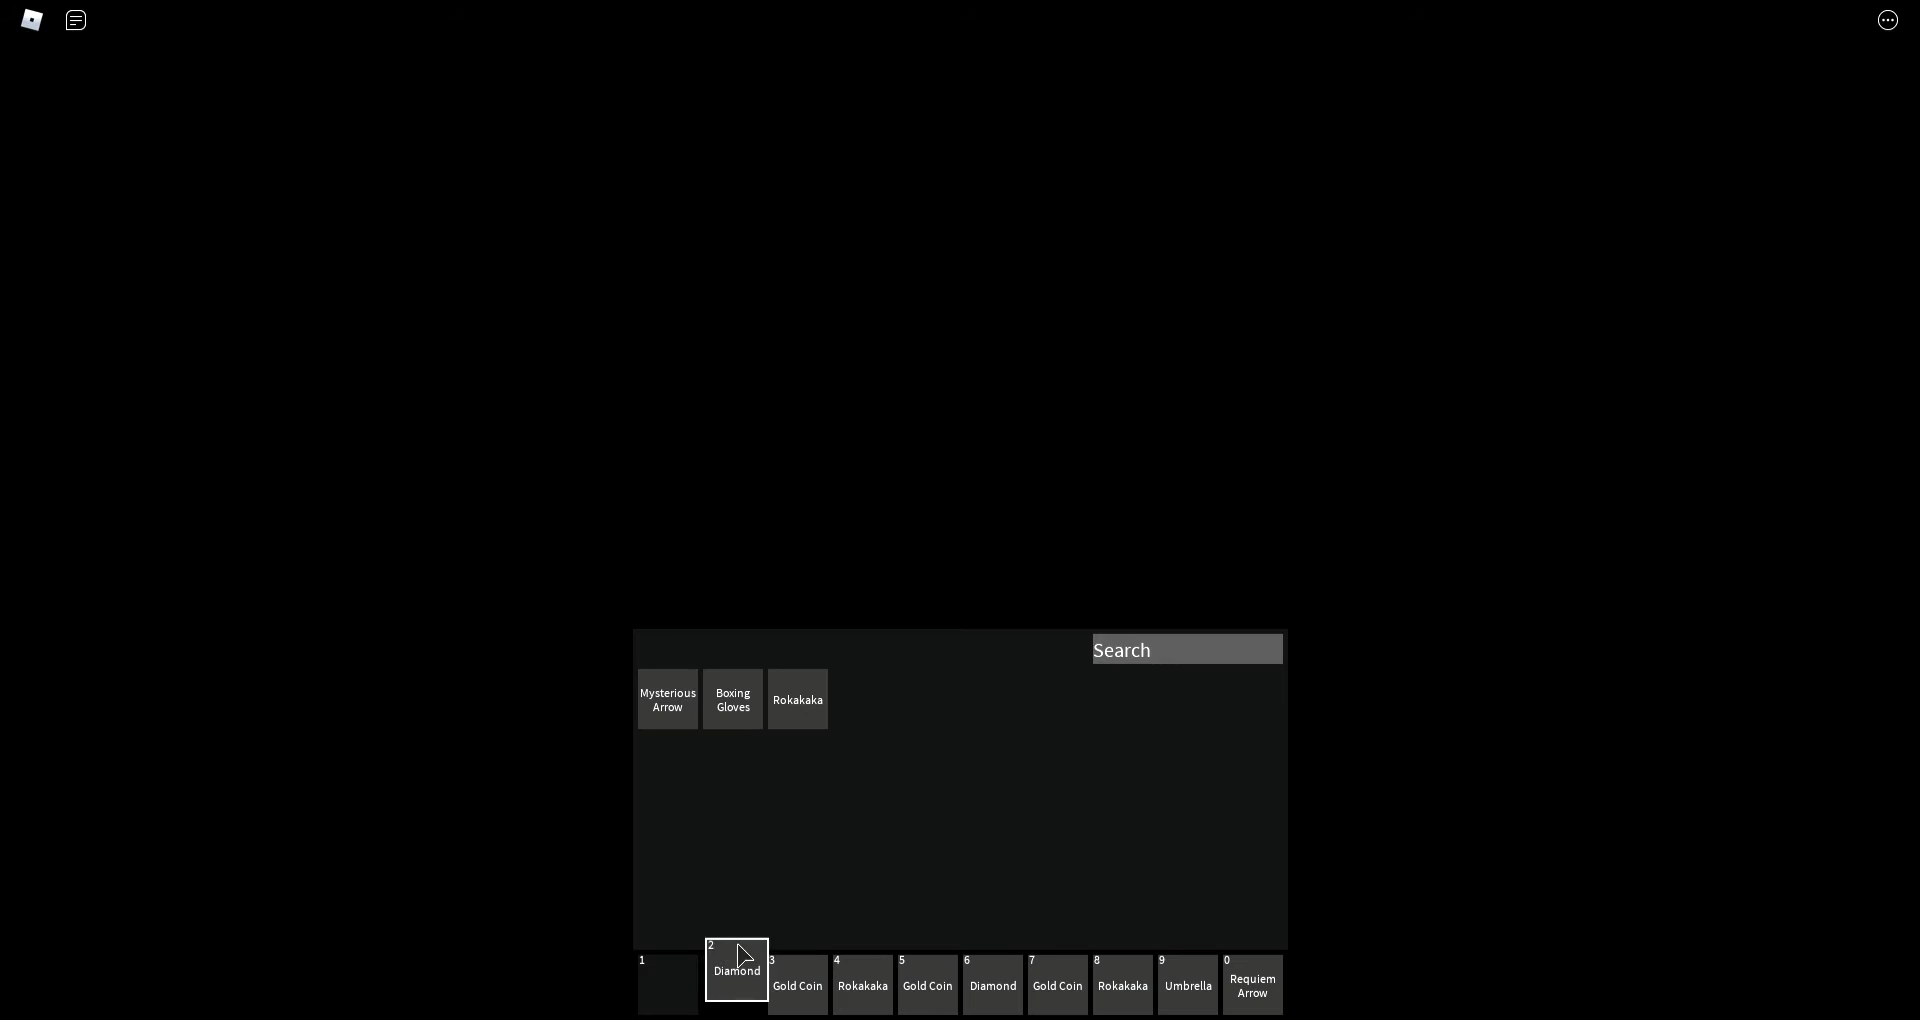 Search
Mysterious
Arrow
Boxing
Gloves
Rokakaka
1
2
Diamond
3
Gold Coin
4
Rokakaka
5
Gold Coin
6
Diamond
7
Gold Coin
8
Rokakaka
9
Umbrella
0
Requiem
Arrow